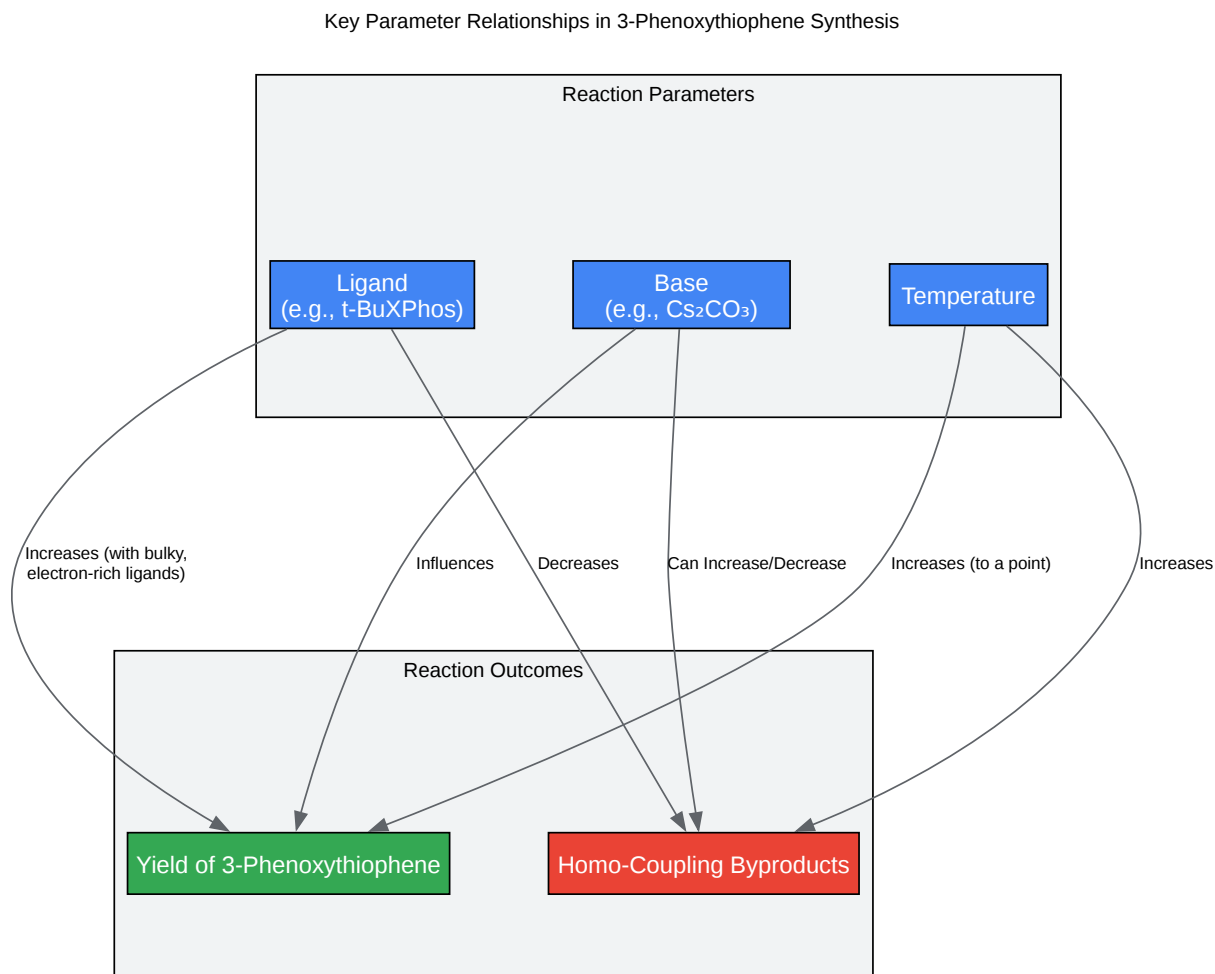 Key Parameter Relationships in 3-Phenoxythiophene Synthesis
Reaction Parameters
Ligand
(e.g., t-BuXPhos)
Base
(e.g., Cs₂CO₃)
Temperature
Increases (with bulky,
electron-rich ligands)
Influences
Decreases
Can Increase/Decrease
Increases (to a point)
Increases
Reaction Outcomes
Yield of 3-Phenoxythiophene
Homo-Coupling Byproducts